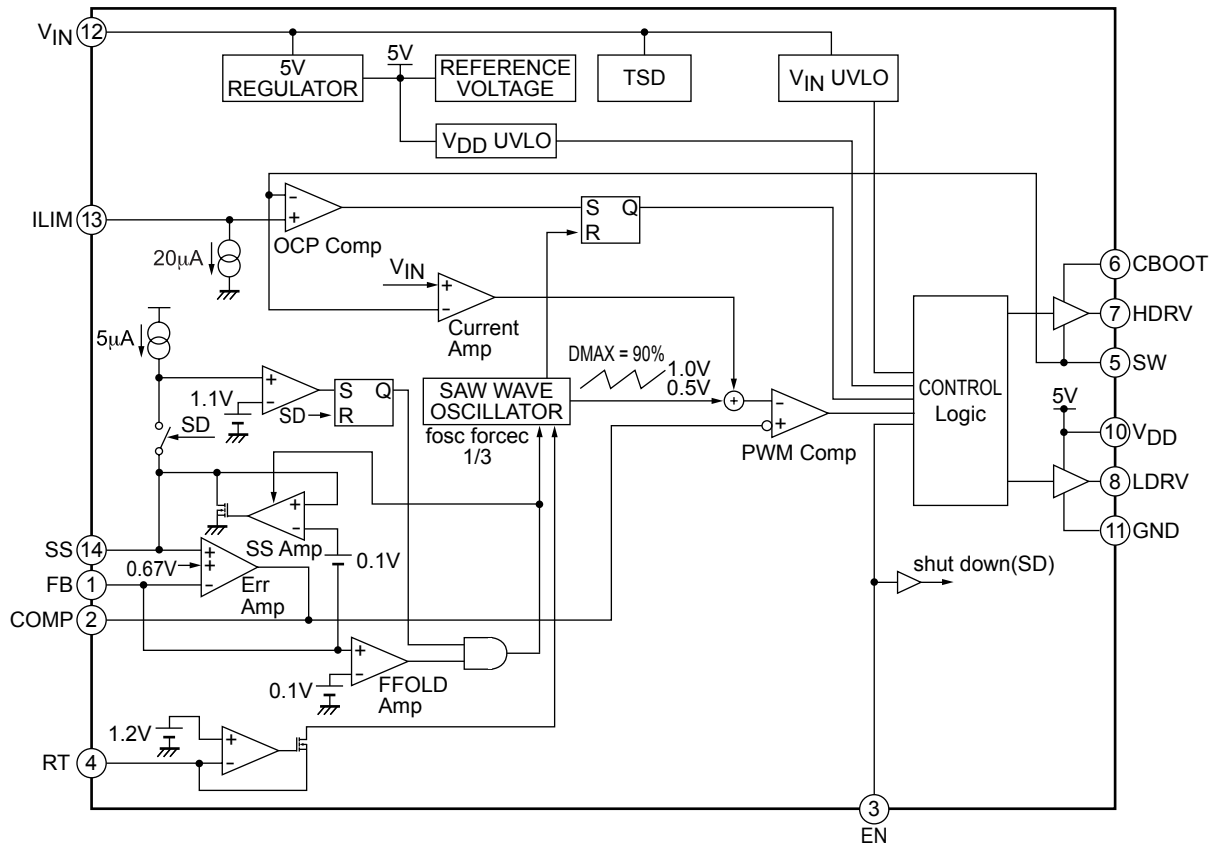 VIN 12
5V
REGULATOR
5V
REFERENCE
VOLTAGE
TSD
VIN UVLO
VDD UVLO
ILIM 13
-
+
OCP Comp
S Q
R
20µA
VIN
+
-
Current
Amp
5µA
6 CBOOT
7 HDRV
5 SW
DMAX = 90%
1.0V
0.5V
SAW WAVE
OSCILLATOR
fosc forcec
1/3
+
-
+
PWM Comp
CONTROL
Logic
5V
10 VDD
8 LDRV
11 GND
+
-
1.1V
S Q
R
SD
SD
+
-
SS Amp
0.1V
SS 14
FB 1
COMP 2
0.67V
+
+
-
Err
Amp
shut down(SD)
+
-
0.1V
FFOLD
Amp
1.2V
+
-
RT 4
3
EN